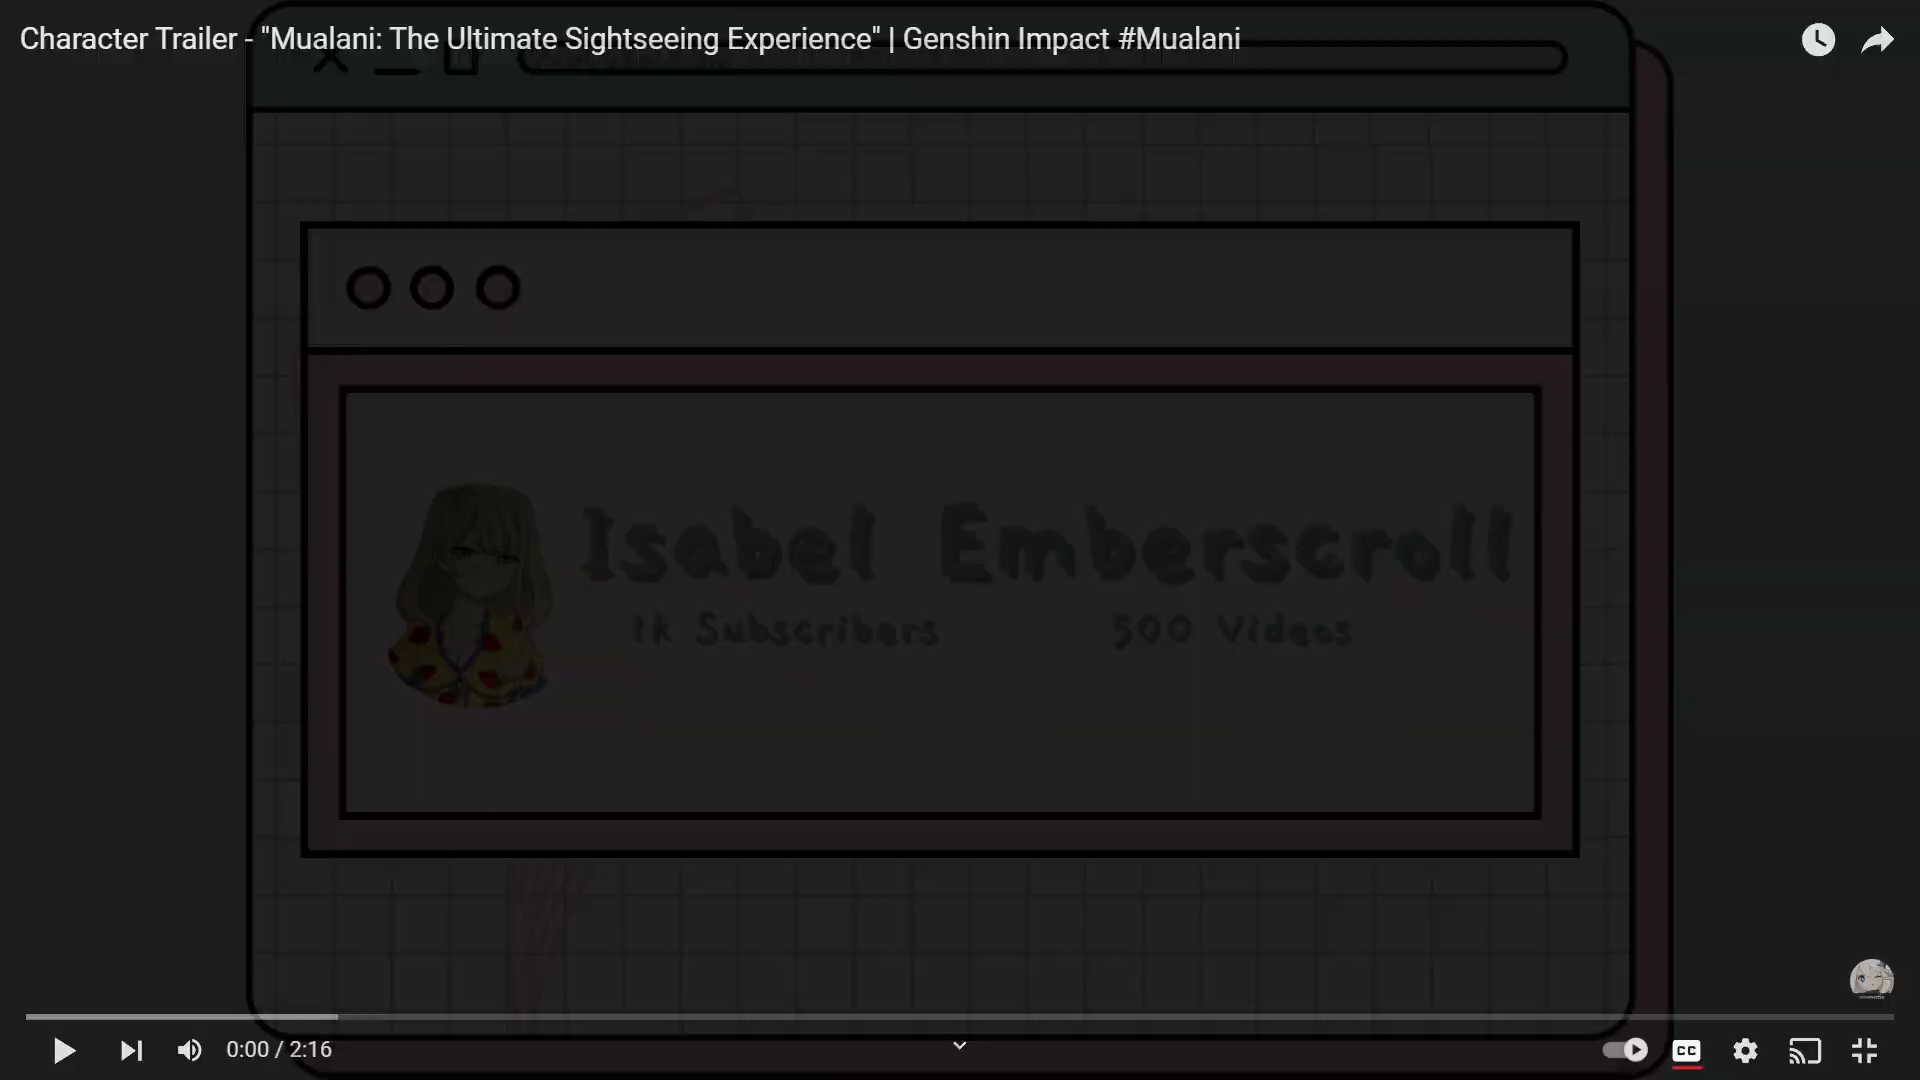 Character Trailer - "Mualani: The Ultimate Sightseeing Experience" | Genshin Impact #Mualani
Isabel Emberscroll
1k Subscribers 500 Videos
0:00 / 2:16
CC